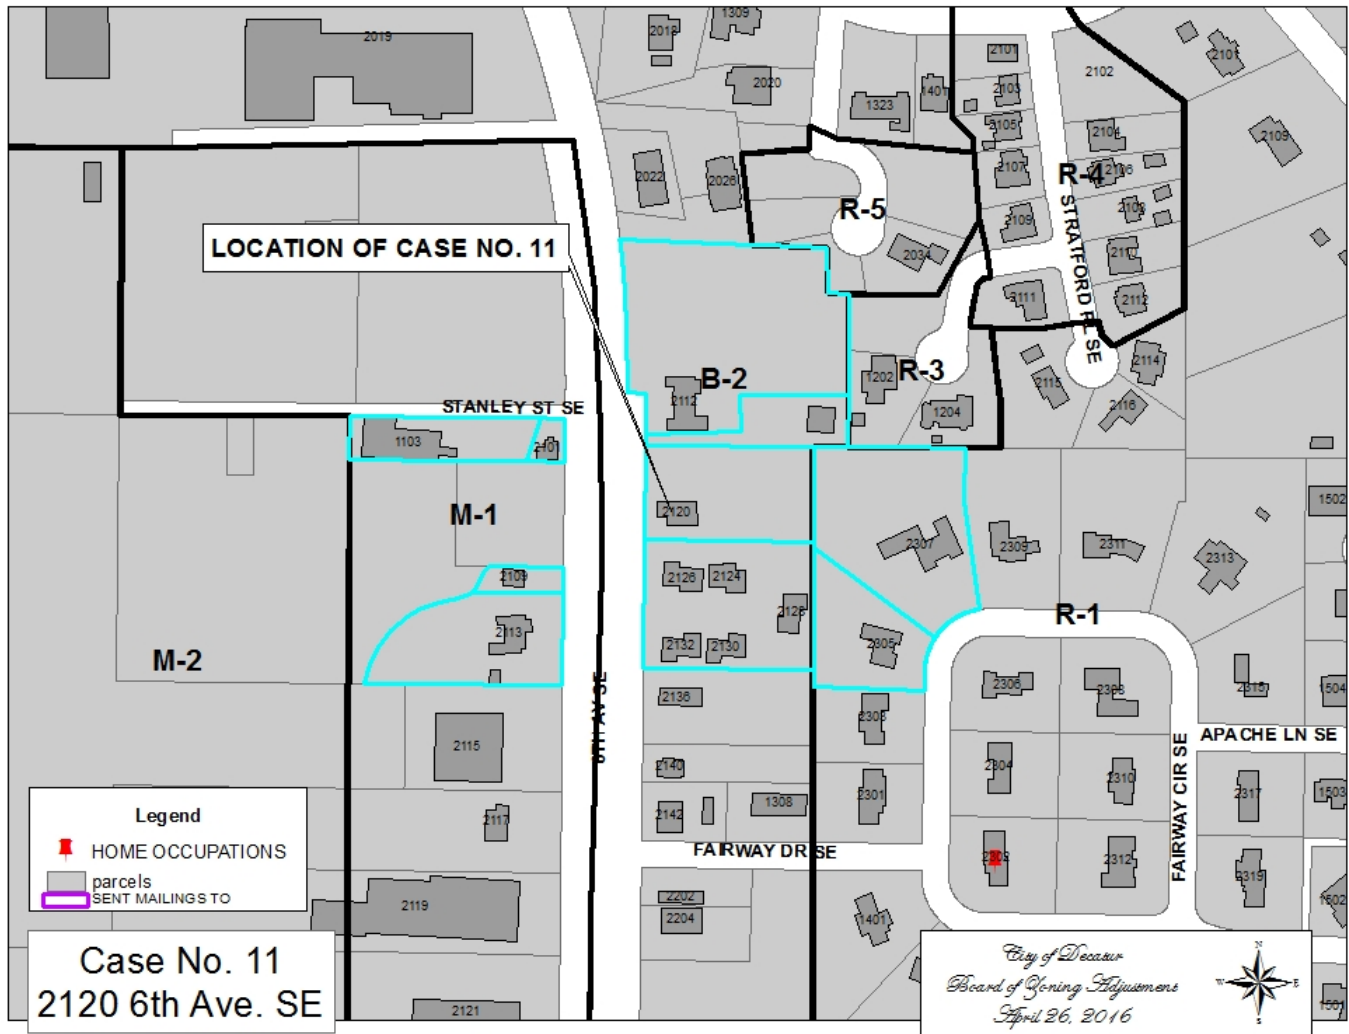 2019
2018
1309
2020
1323
1401
2101
2103
2105
2107
2109
2102
2104
2106
2108
2110
2112
2101
2109
R-4
R-5
2022
2026
2034
2111
STRATFORD PL SE
LOCATION OF CASE NO. 11
B-2
2112
1202
R-3
1204
2115
2114
2116
STANLEY ST SE
1103
2101
M-1
2120
2307
2309
2311
2313
1502
2109
2113
2126
2124
2128
2132
2130
2305
R-1
M-2
6TH AV SE
2136
2303
2306
2308
2315
1504
2115
2140
2142
1308
2301
2304
2310
2317
1503
APACHE LN SE
FAIRWAY CIR SE
2117
FAIRWAY DR SE
2302
2312
2319
1502
2119
2202
2204
1401
2121
1501
Legend
HOME OCCUPATIONS
parcels
SENT MAILINGS TO
Case No. 11
2120 6th Ave. SE
City of Decatur
Board of Zoning Adjustment
April 26, 2016
N
W
E
S